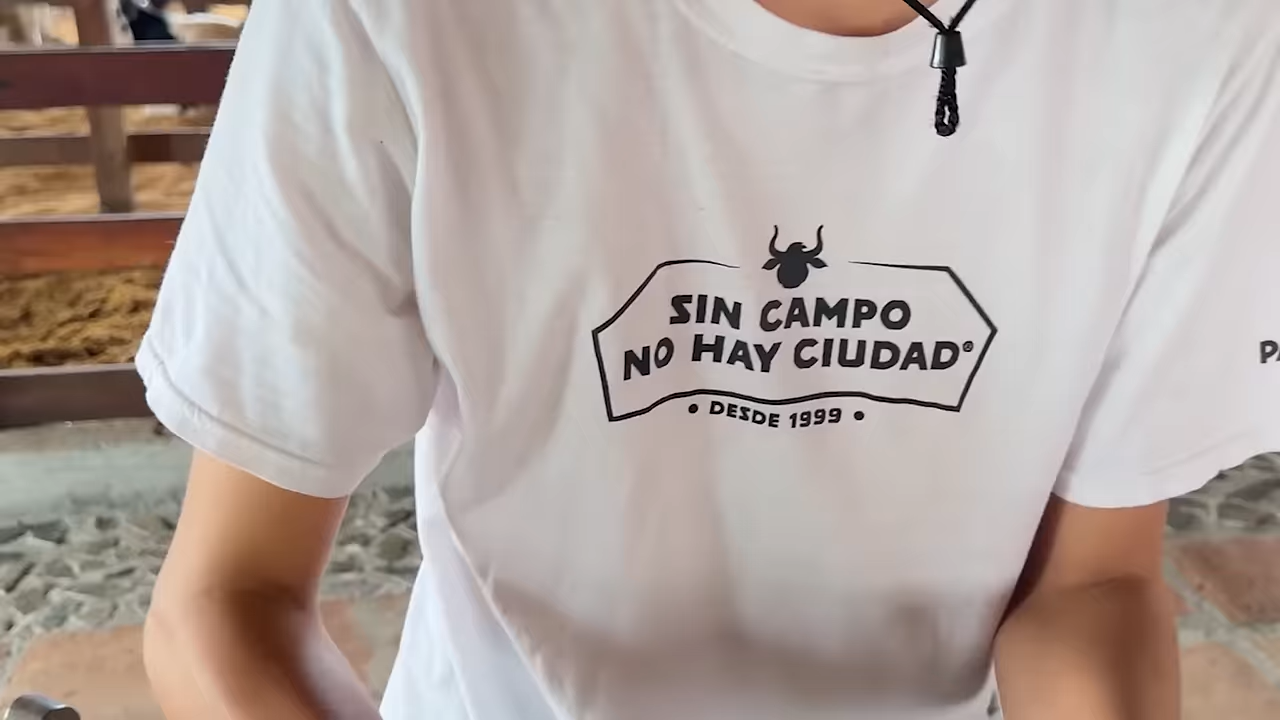 SIN CAMPO
NO HAY CIUDAD®
• DESDE 1999 •